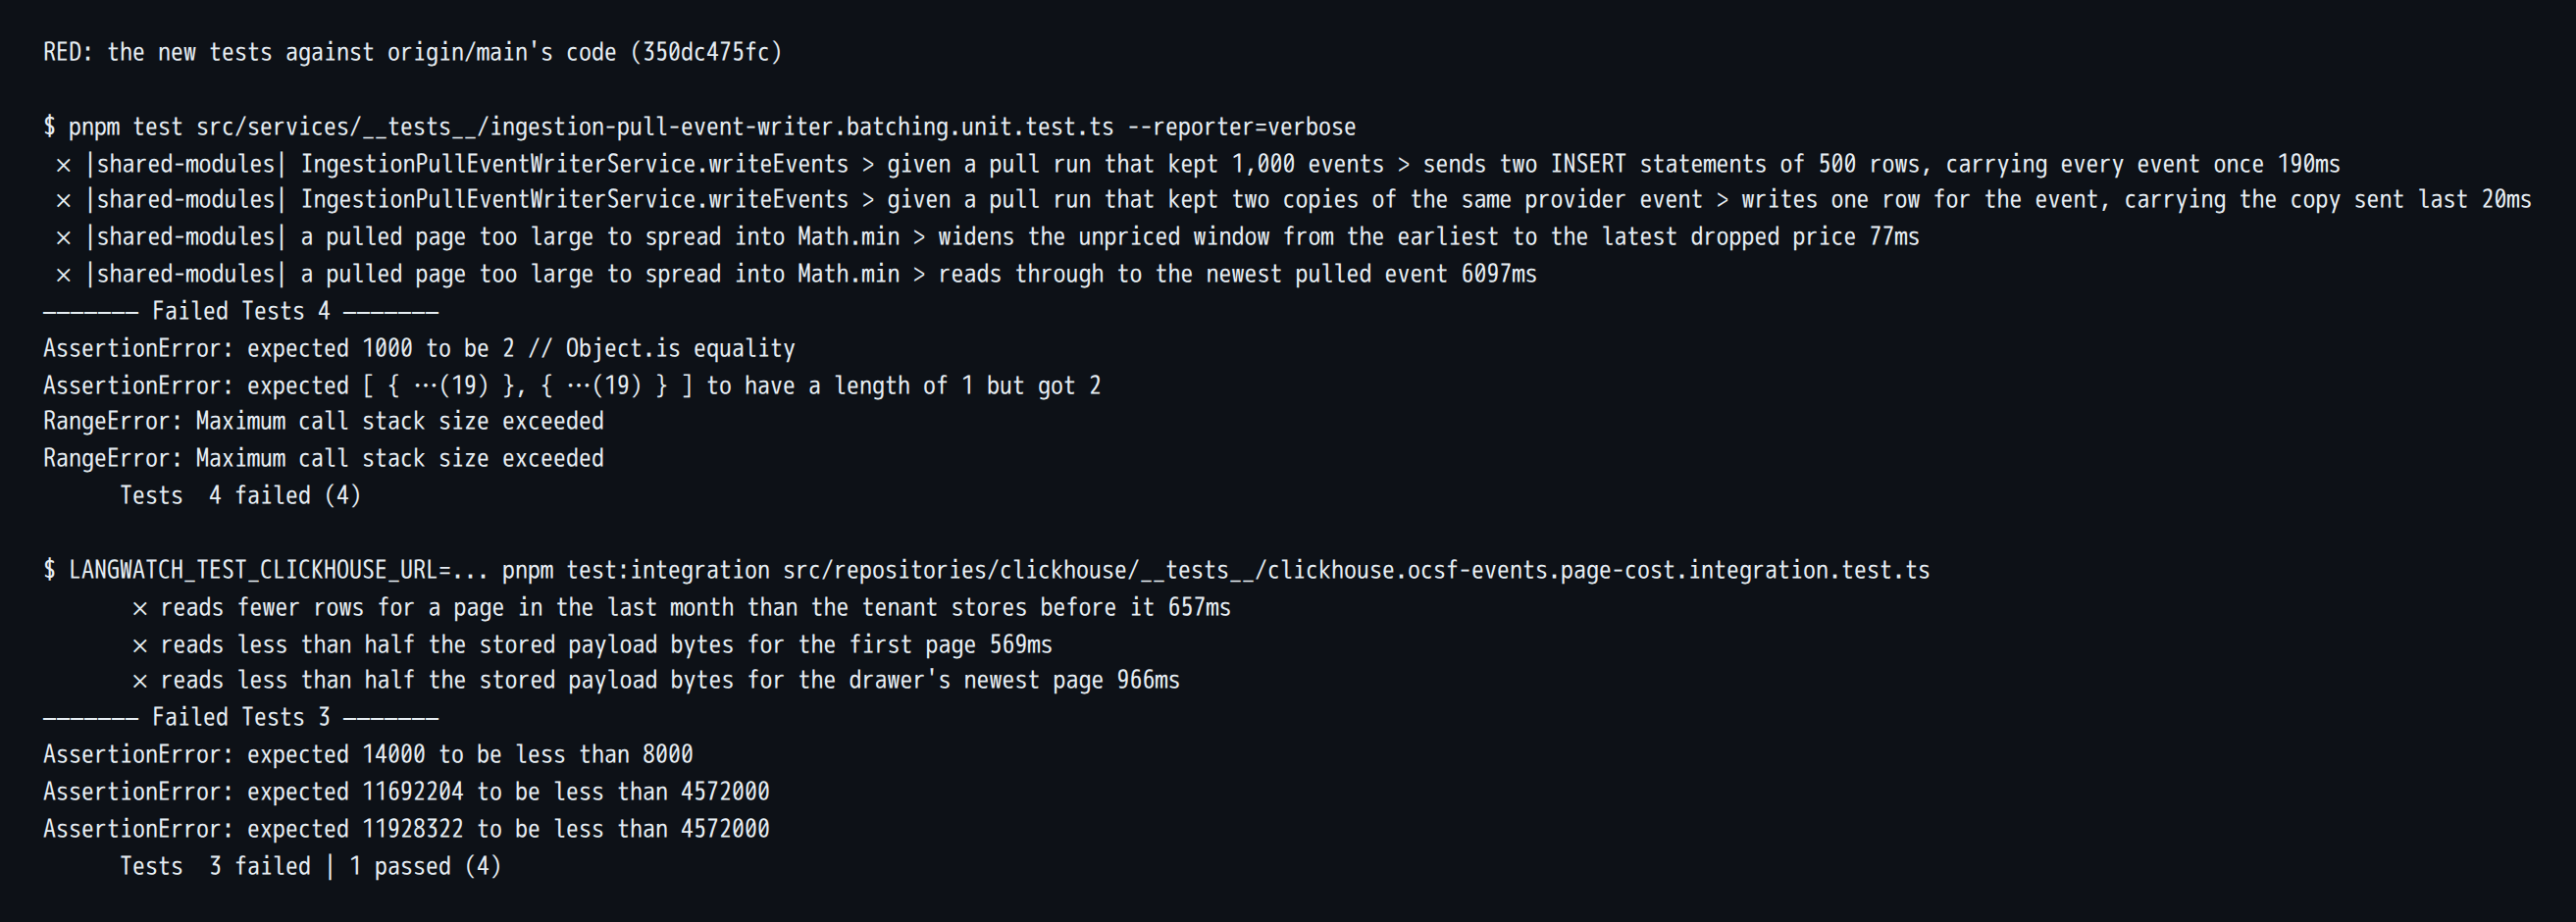 RED: the new tests against origin/main's code (350dc475fc)
$ pnpm test src/services/__tests__/ingestion-pull-event-writer.batching.unit.test.ts --reporter=verbose
× |shared-modules| IngestionPullEventWriterService.writeEvents > given a pull run that kept 1,000 events > sends two INSERT statements of 500 rows, carrying every event once 190ms
× |shared-modules| IngestionPullEventWriterService.writeEvents > given a pull run that kept two copies of the same provider event > writes one row for the event, carrying the copy sent last 20ms
× |shared-modules| a pulled page too large to spread into Math.min > widens the unpriced window from the earliest to the latest dropped price 77ms
× |shared-modules| a pulled page too large to spread into Math.min > reads through to the newest pulled event 6097ms
——————— Failed Tests 4 ———————
AssertionError: expected 1000 to be 2 // Object.is equality
AssertionError: expected [ { …(19) }, { …(19) } ] to have a length of 1 but got 2
RangeError: Maximum call stack size exceeded
RangeError: Maximum call stack size exceeded
Tests  4 failed (4)
$ LANGWATCH_TEST_CLICKHOUSE_URL=... pnpm test:integration src/repositories/clickhouse/__tests__/clickhouse.ocsf-events.page-cost.integration.test.ts
× reads fewer rows for a page in the last month than the tenant stores before it 657ms
× reads less than half the stored payload bytes for the first page 569ms
× reads less than half the stored payload bytes for the drawer's newest page 966ms
——————— Failed Tests 3 ———————
AssertionError: expected 14000 to be less than 8000
AssertionError: expected 11692204 to be less than 4572000
AssertionError: expected 11928322 to be less than 4572000
Tests  3 failed | 1 passed (4)